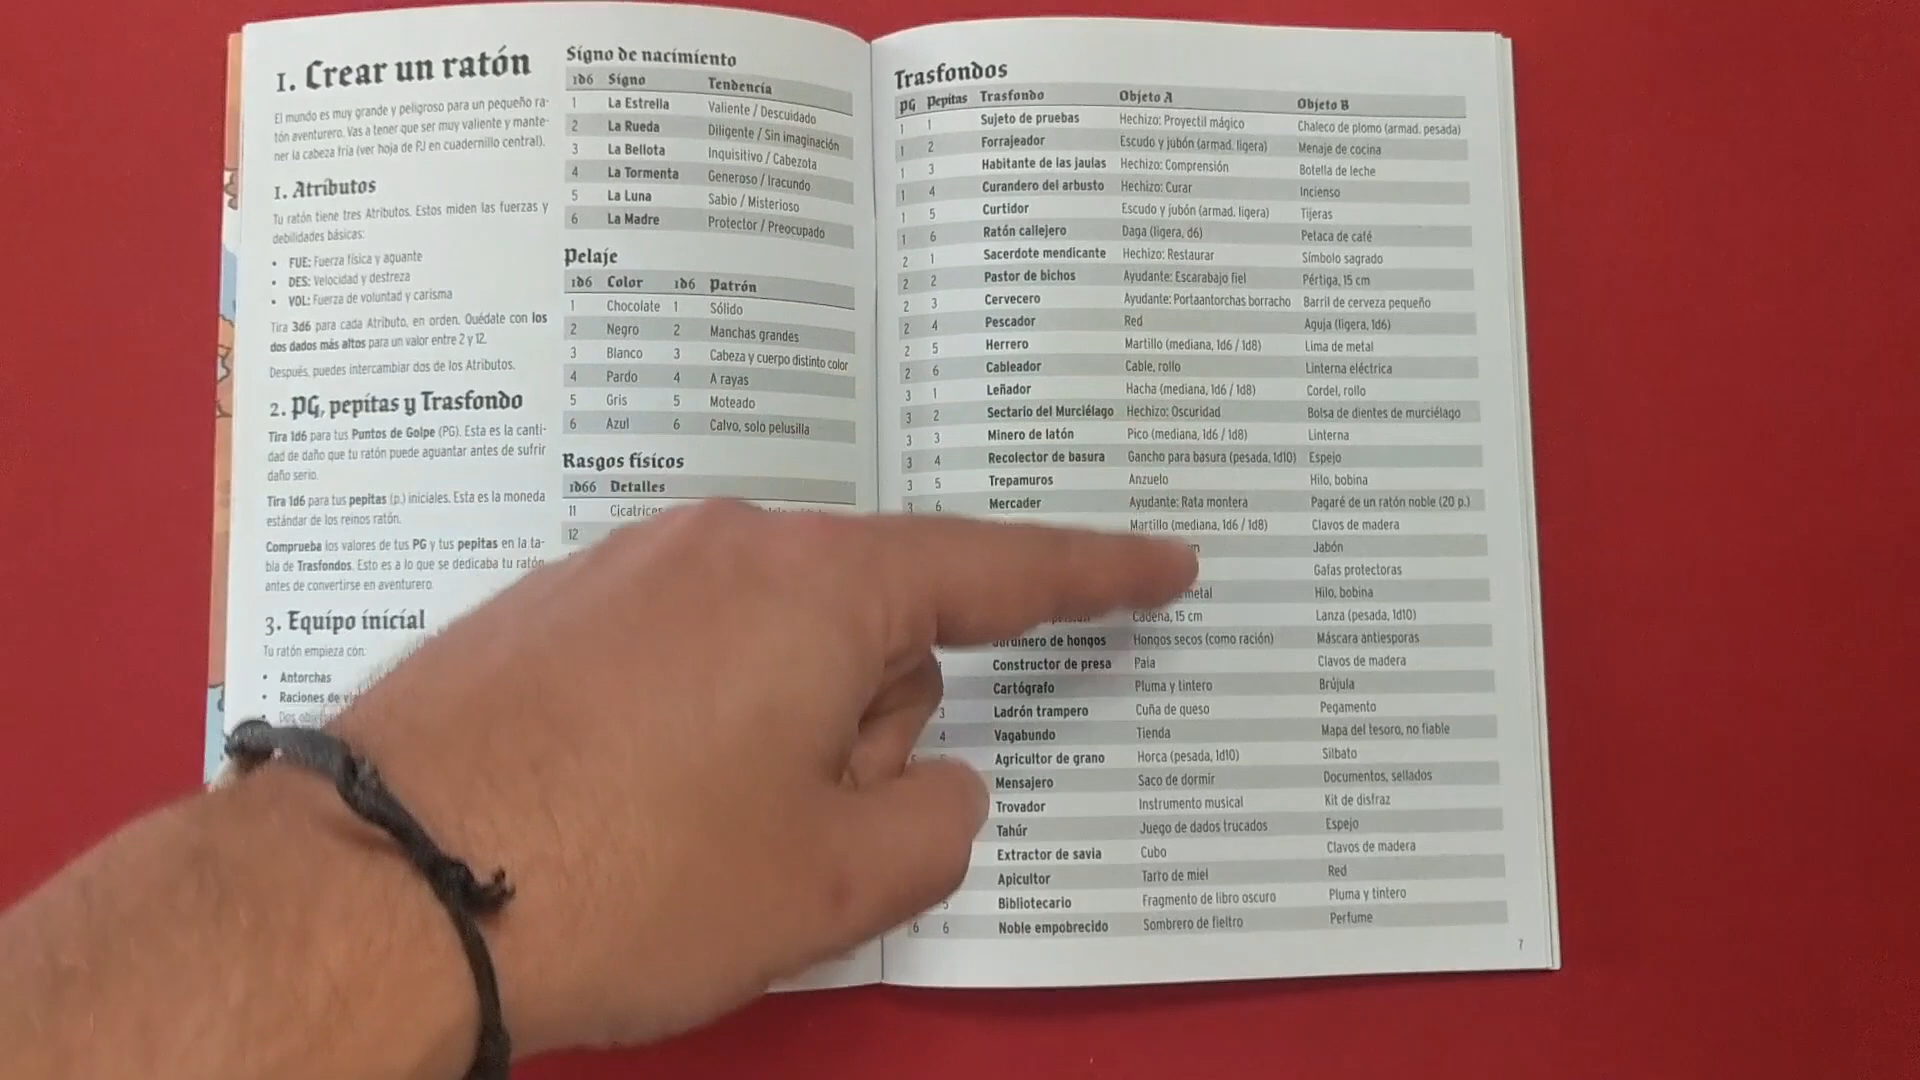 1. Crear un ratón
El mundo es muy grande y peligroso para un pequeño ra-
tón aventurero. Vas a tener que ser muy valiente y mante-
ner la cabeza fría (ver hoja de PJ en cuadernillo central).
1. Atributos
Tu ratón tiene tres Atributos. Estos miden las fuerzas y
debilidades básicas:
• FUE: Fuerza física y aguante
• DES: Velocidad y destreza
• VOL: Fuerza de voluntad y carisma
Tira 3d6 para cada Atributo, en orden. Quédate con los
dos dados más altos para un valor entre 2 y 12.
Después, puedes intercambiar dos de los Atributos.
2. PG, pepitas y Trasfondo
Tira 1d6 para tus Puntos de Golpe (PG). Esta es la canti-
dad de daño que tu ratón puede aguantar antes de sufrir
daño serio.
Tira 1d6 para tus pepitas (p.) iniciales. Esta es la moneda
estándar de los reinos ratón.
Comprueba los valores de tus PG y tus pepitas en la ta-
bla de Trasfondos. Esto es a lo que se dedicaba tu ratón
antes de convertirse en aventurero.
3. Equipo inicial
Tu ratón empieza con:
• Antorchas
• Raciones de
• Dos
Signo de nacimiento
1d6 Signo Tendencia
1 La Estrella Valiente / Descuidado
2 La Rueda Diligente / Sin imaginación
3 La Bellota Inquisitivo / Cabezota
4 La Tormenta Generoso / Iracundo
5 La Luna Sabio / Misterioso
6 La Madre Protector / Preocupado
Pelaje
1d6 Color 1d6 Patrón
1 Chocolate 1 Sólido
2 Negro 2 Manchas grandes
3 Blanco 3 Cabeza y cuerpo distinto color
4 Pardo 4 A rayas
5 Gris 5 Moteado
6 Azul 6 Calvo, solo pelusilla
Rasgos físicos
1d66 Detalles
11 Cicatrices
12
Trasfondos
PG Pepitas Trasfondo Objeto A Objeto B
1 1 Sujeto de pruebas Hechizo: Proyectil mágico Chaleco de plomo (armad. pesada)
1 2 Forrajeador Escudo y jubón (armad. ligera) Menaje de cocina
1 3 Habitante de las jaulas Hechizo: Comprensión Botella de leche
1 4 Curandero del arbusto Hechizo: Curar Incienso
1 5 Curtidor Escudo y jubón (armad. ligera) Tijeras
1 6 Ratón callejero Daga (ligera, d6) Petaca de café
2 1 Sacerdote mendicante Hechizo: Restaurar Símbolo sagrado
2 2 Pastor de bichos Ayudante: Escarabajo fiel Pértiga, 15 cm
2 3 Cervecero Ayudante: Portaantorchas borracho Barril de cerveza pequeño
2 4 Pescador Red Aguja (ligera, 1d6)
2 5 Herrero Martillo (mediana, 1d6 / 1d8) Lima de metal
2 6 Cableador Cable, rollo Linterna eléctrica
3 1 Leñador Hacha (mediana, 1d6 / 1d8) Cordel, rollo
3 2 Sectario del Murciélago Hechizo: Oscuridad Bolsa de dientes de murciélago
3 3 Minero de latón Pico (mediana, 1d6 / 1d8) Linterna
3 4 Recolector de basura Gancho para basura (pesada, 1d10) Espejo
3 5 Trepamuros Anzuelo Hilo, bobina
3 6 Mercader Ayudante: Rata montera Pagaré de un ratón noble (20 p.)
Martillo (mediana, 1d6 / 1d8) Clavos de madera
Jabón
Gafas protectoras
metal Hilo, bobina
Cadena, 15 cm Lanza (pesada, 1d10)
Jardinero de hongos Hongos secos (como ración) Máscara antiesporas
Constructor de presa Pala Clavos de madera
Cartógrafo Pluma y tintero Brújula
3 Ladrón trampero Cuña de queso Pegamento
4 Vagabundo Tienda Mapa del tesoro, no fiable
Agricultor de grano Horca (pesada, 1d10) Silbato
Mensajero Saco de dormir Documentos, sellados
Trovador Instrumento musical Kit de disfraz
Tahúr Juego de dados trucados Espejo
Extractor de savia Cubo Clavos de madera
Apicultor Tarro de miel Red
5 Bibliotecario Fragmento de libro oscuro Pluma y tintero
6 6 Noble empobrecido Sombrero de fieltro Perfume
7